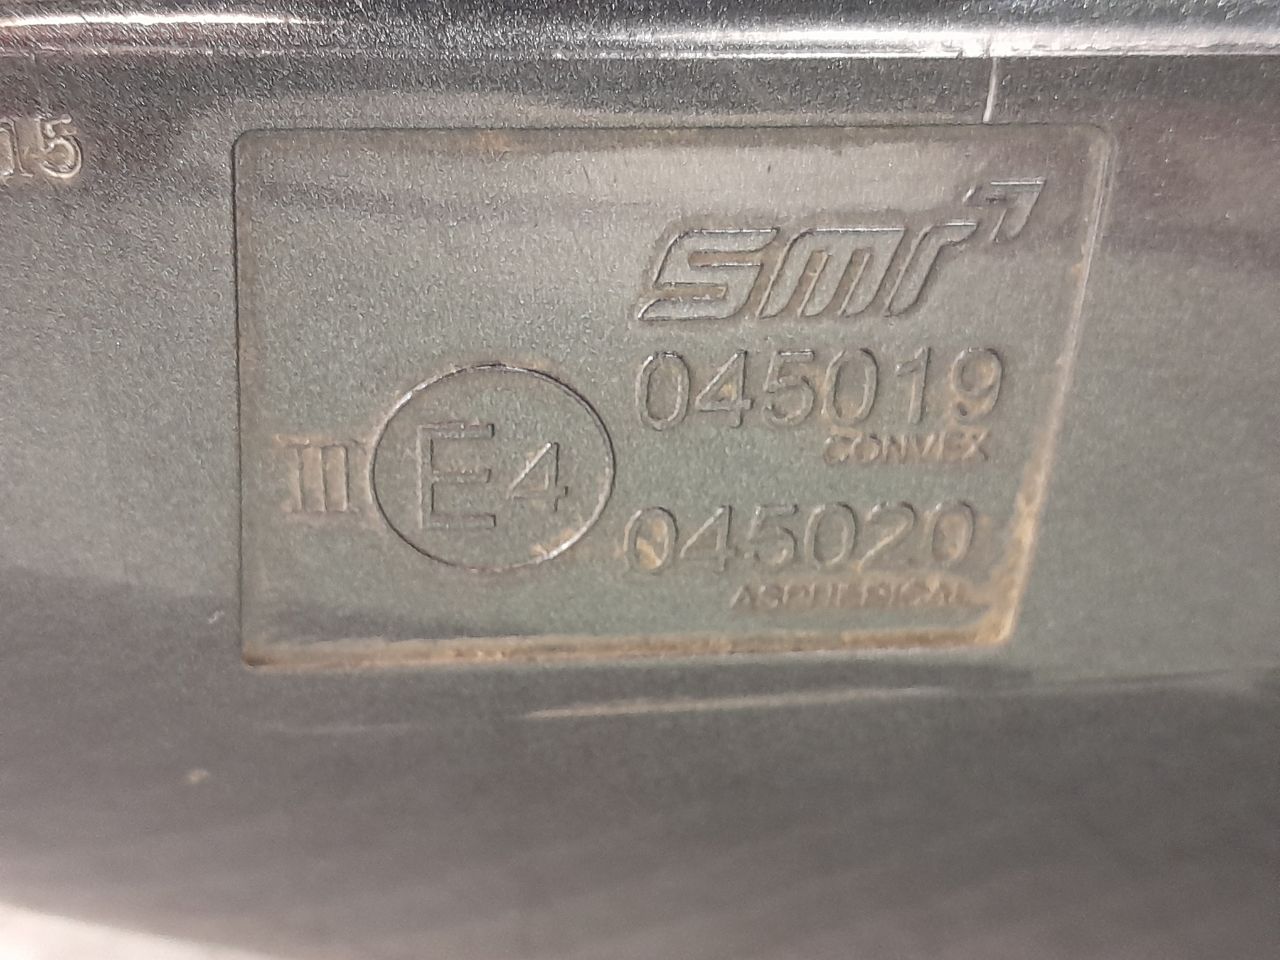 15
smr
045019
CONVEX
III E4
045020
ASPHERICAL